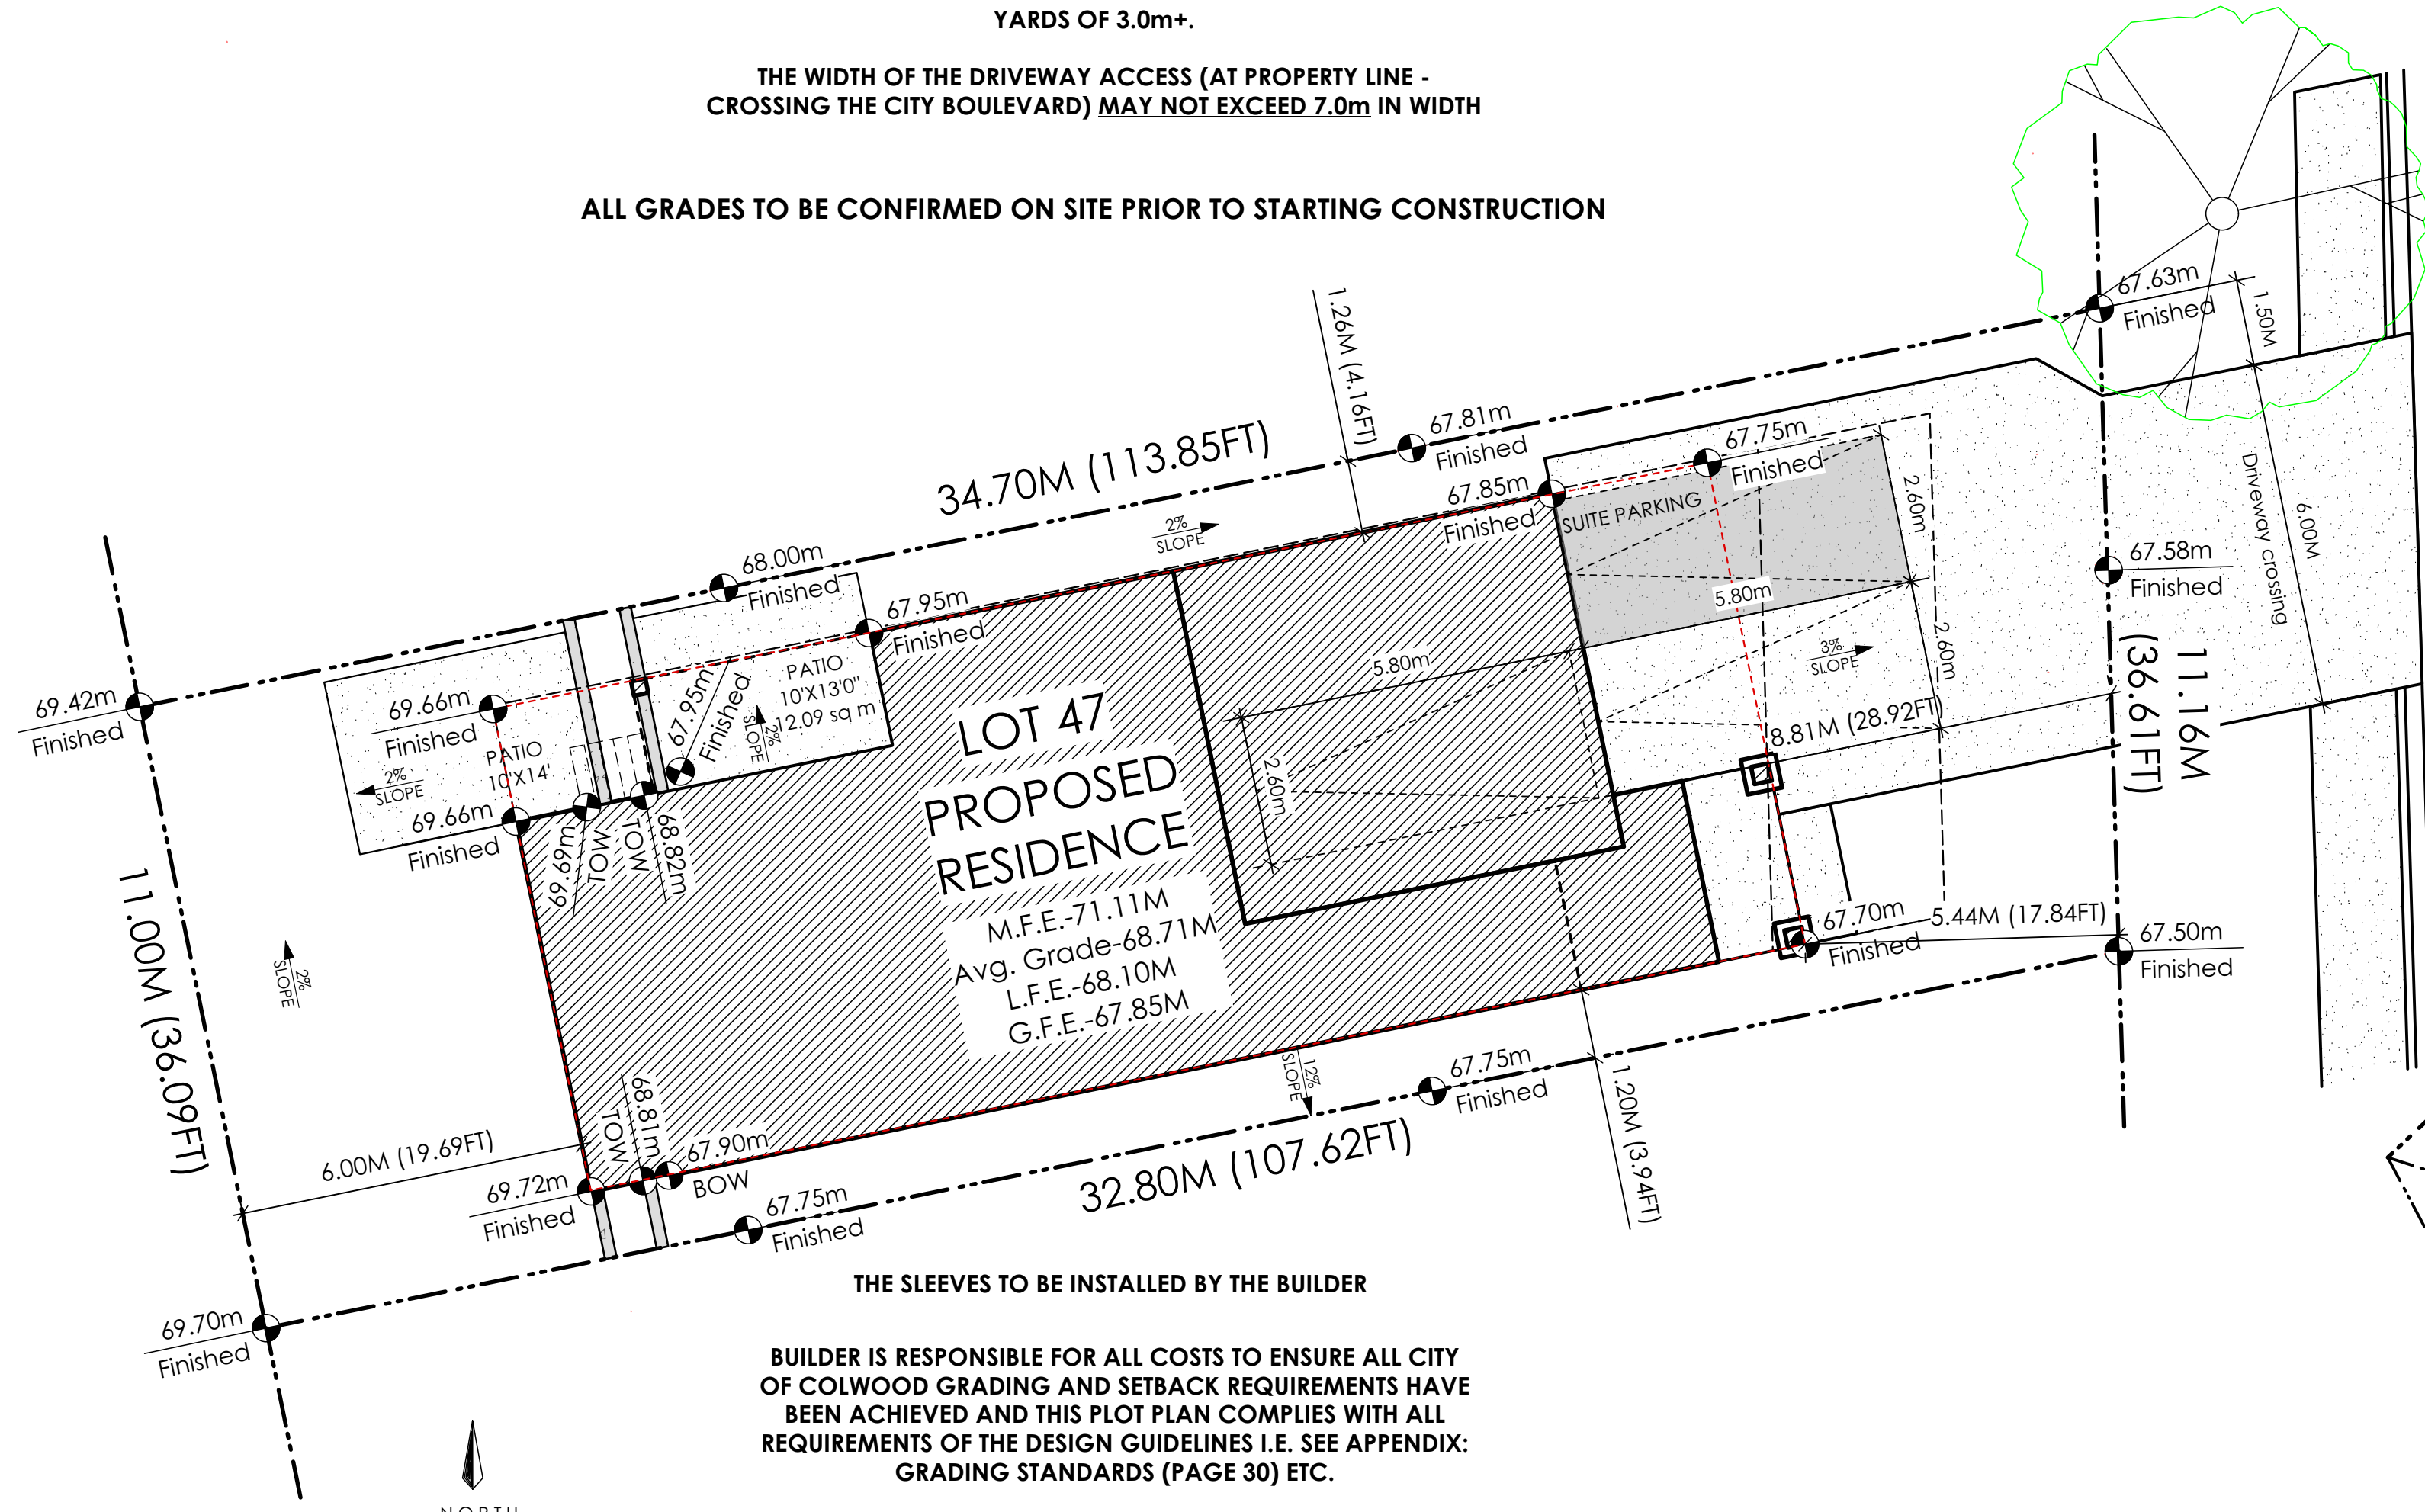 YARDS OF 3.0m+.
THE WIDTH OF THE DRIVEWAY ACCESS (AT PROPERTY LINE -
CROSSING THE CITY BOULEVARD) MAY NOT EXCEED 7.0m IN WIDTH
ALL GRADES TO BE CONFIRMED ON SITE PRIOR TO STARTING CONSTRUCTION
67.63m
Finished
1.50M
1.26M (4.16FT)
67.81m
Finished
34.70M (113.85FT)
67.75m
Finished
67.85m
Finished
SUITE PARKING
2.60m
Driveway crossing
6.00M
2%
SLOPE
68.00m
Finished
67.58m
Finished
67.95m
Finished
5.80m
2.60m
3%
SLOPE
11.16M
(36.61FT)
5.80m
2.60m
8.81M (28.92FT)
PATIO
10'X13'0"
12.09 sq m
2%
SLOPE
67.95m
Finished
69.42m
Finished
69.66m
Finished
PATIO
10'X14'
2%
SLOPE
69.66m
Finished
69.69m
TOW
TOW
68.82m
LOT 47
PROPOSED
RESIDENCE
M.F.E.-71.11M
Avg. Grade-68.71M
L.F.E.-68.10M
G.F.E.-67.85M
67.70m
Finished
5.44M (17.84FT)
67.50m
Finished
11.00M (36.09FT)
2%
SLOPE
12%
SLOPE
67.75m
Finished
1.20M (3.94FT)
TOW
68.81m
67.90m
BOW
6.00M (19.69FT)
69.72m
Finished
67.75m
Finished
32.80M (107.62FT)
69.70m
Finished
THE SLEEVES TO BE INSTALLED BY THE BUILDER
BUILDER IS RESPONSIBLE FOR ALL COSTS TO ENSURE ALL CITY
OF COLWOOD GRADING AND SETBACK REQUIREMENTS HAVE
BEEN ACHIEVED AND THIS PLOT PLAN COMPLIES WITH ALL
REQUIREMENTS OF THE DESIGN GUIDELINES I.E. SEE APPENDIX:
GRADING STANDARDS (PAGE 30) ETC.
NORTH